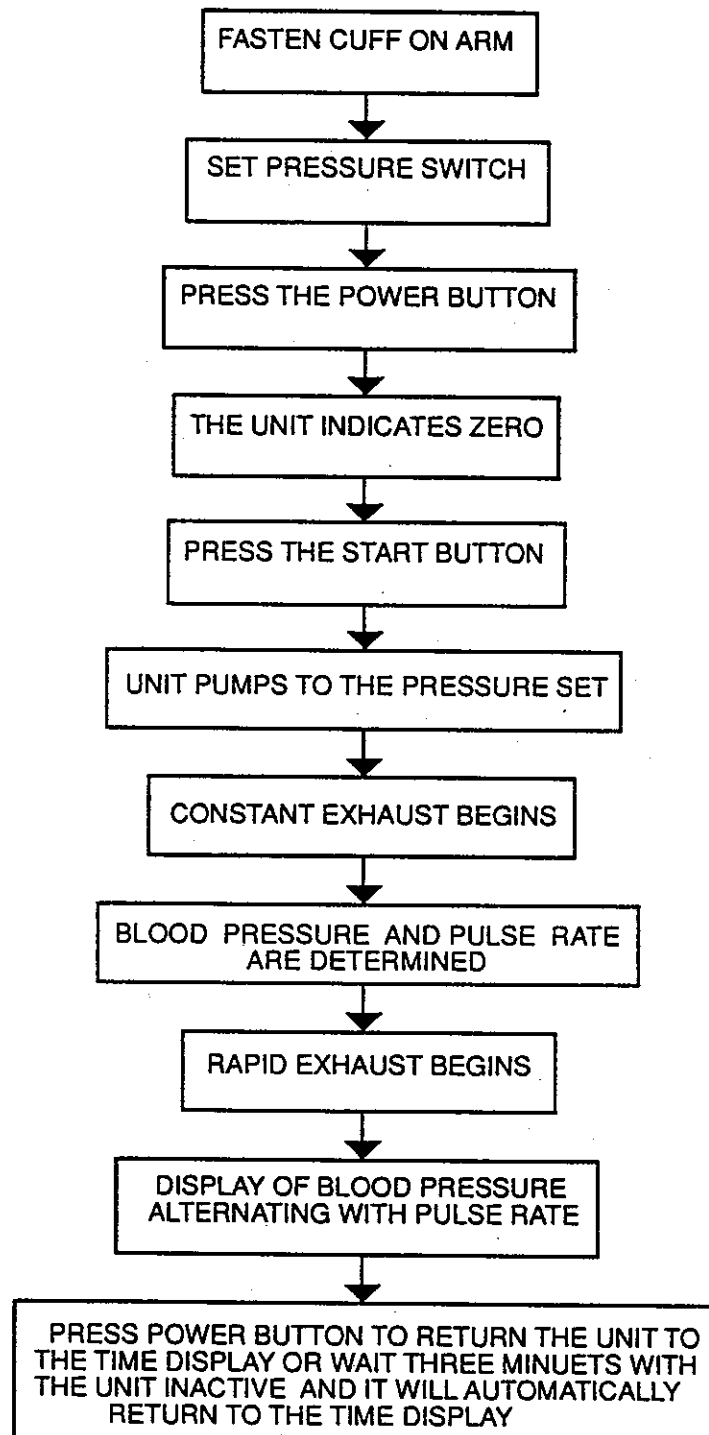 FASTEN CUFF ON ARM
SET PRESSURE SWITCH
PRESS THE POWER BUTTON
THE UNIT INDICATES ZERO
PRESS THE START BUTTON
UNIT PUMPS TO THE PRESSURE SET
CONSTANT EXHAUST BEGINS
BLOOD PRESSURE AND PULSE RATE
ARE DETERMINED
RAPID EXHAUST BEGINS
DISPLAY OF BLOOD PRESSURE
ALTERNATING WITH PULSE RATE
PRESS POWER BUTTON TO RETURN THE UNIT TO
THE TIME DISPLAY OR WAIT THREE MINUETS WITH
THE UNIT INACTIVE AND IT WILL AUTOMATICALLY
RETURN TO THE TIME DISPLAY